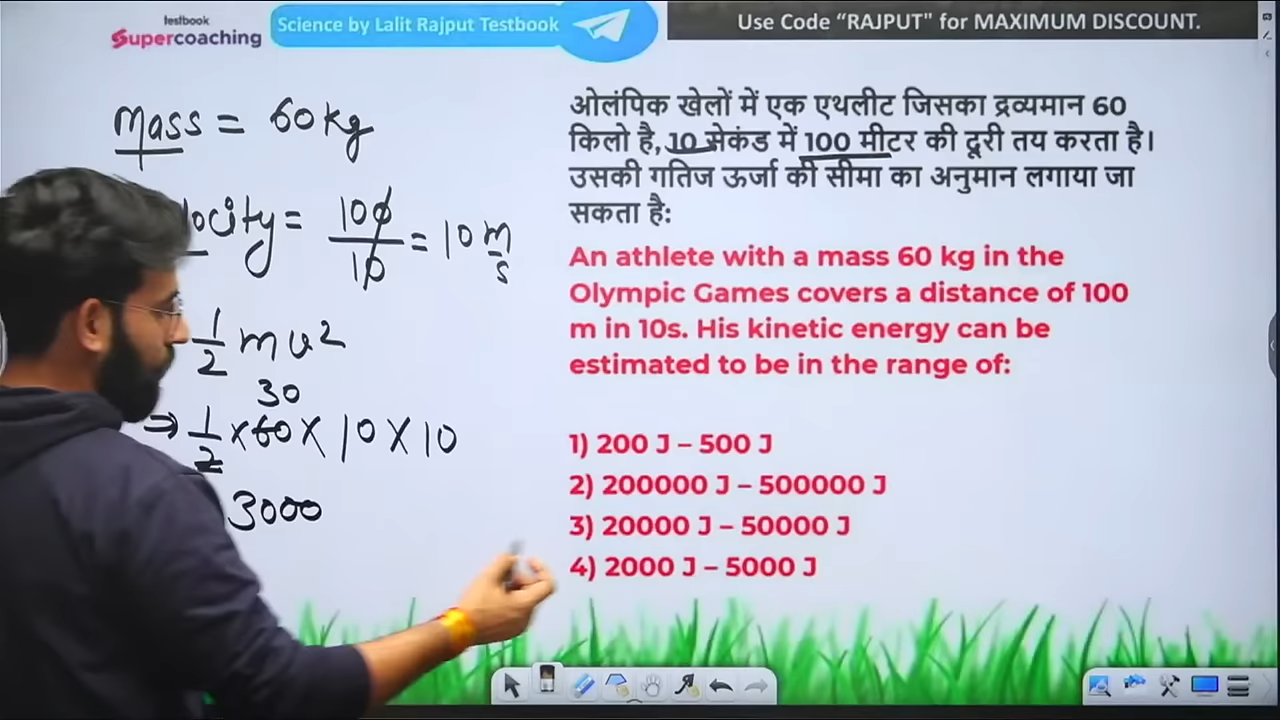 testbook
Supercoaching
Science by Lalit Rajput Testbook
Use Code “RAJPUT" for MAXIMUM DISCOUNT.
mass = 60kg
ocity = 100/10 = 10 m/s
1/2 mv²
30
⇒ 1/2 × 60 × 10 × 10
3000
ओलंपिक खेलों में एक एथलीट जिसका द्रव्यमान 60
किलो है, 10 सेकंड में 100 मीटर की दूरी तय करता है।
उसकी गतिज ऊर्जा की सीमा का अनुमान लगाया जा
सकता है:
An athlete with a mass 60 kg in the
Olympic Games covers a distance of 100
m in 10s. His kinetic energy can be
estimated to be in the range of:
1) 200 J – 500 J
2) 200000 J – 500000 J
3) 20000 J – 50000 J
4) 2000 J – 5000 J